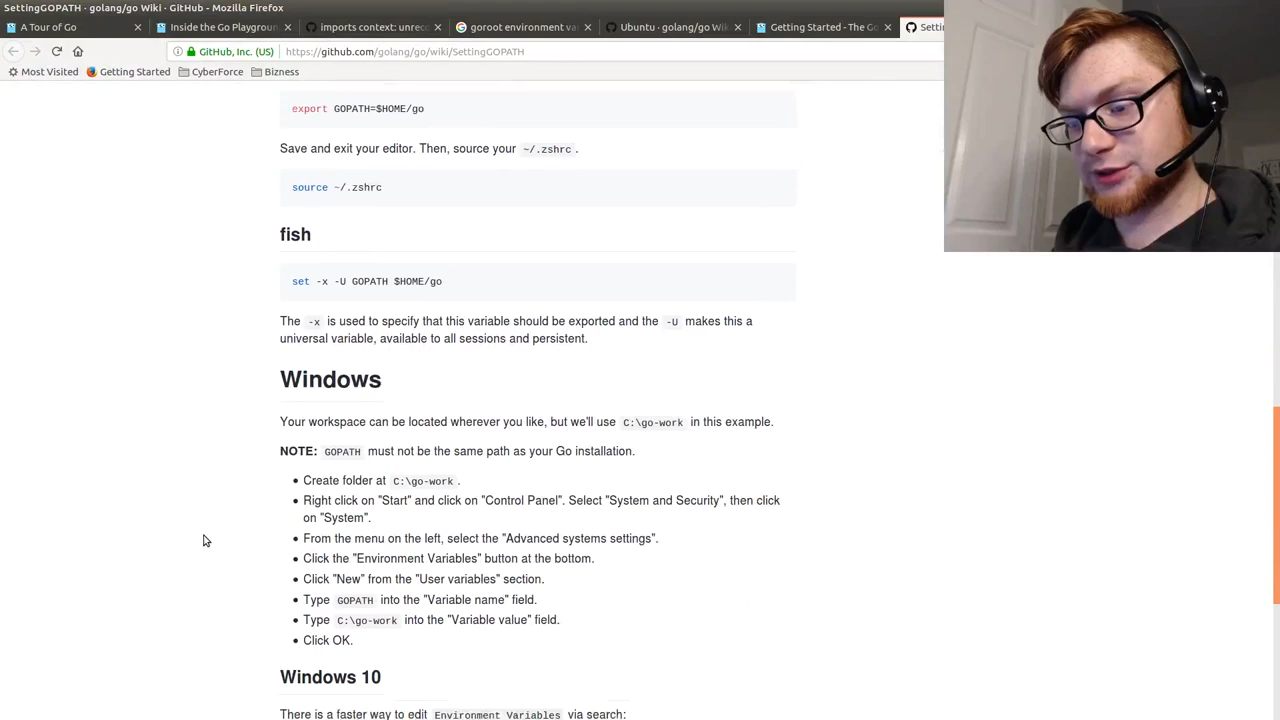 SettingGOPATH · golang/go Wiki · GitHub - Mozilla Firefox
A Tour of Go
Inside the Go Playground
imports context: unrec
goroot environment va
Ubuntu · golang/go Wik
Getting Started - The Go
Setti
GitHub, Inc. (US)
https://github.com/golang/go/wiki/SettingGOPATH
Most Visited
Getting Started
CyberForce
Bizness
export GOPATH=$HOME/go
Save and exit your editor. Then, source your ~/.zshrc .
source ~/.zshrc
fish
set -x -U GOPATH $HOME/go
The -x is used to specify that this variable should be exported and the -U makes this a
universal variable, available to all sessions and persistent.
Windows
Your workspace can be located wherever you like, but we'll use C:\go-work in this example.
NOTE: GOPATH must not be the same path as your Go installation.
• Create folder at C:\go-work .
• Right click on "Start" and click on "Control Panel". Select "System and Security", then click
on "System".
• From the menu on the left, select the "Advanced systems settings".
• Click the "Environment Variables" button at the bottom.
• Click "New" from the "User variables" section.
• Type GOPATH into the "Variable name" field.
• Type C:\go-work into the "Variable value" field.
• Click OK.
Windows 10
There is a faster way to edit Environment Variables via search: